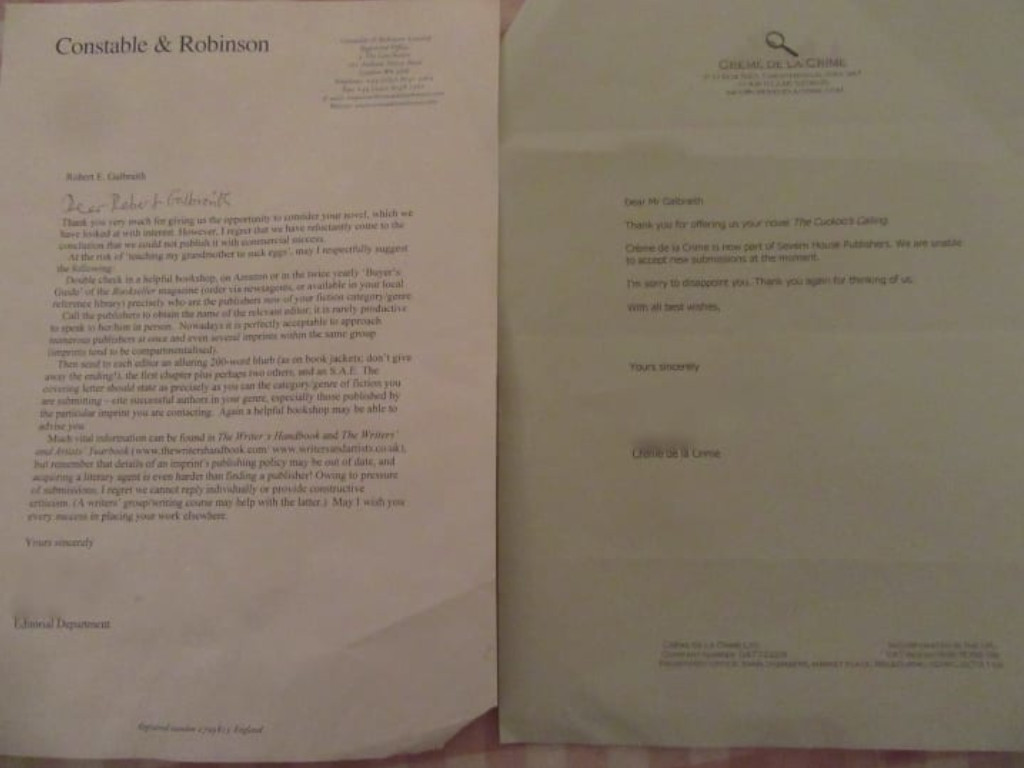 Constable & Robinson
Robert F. Galbraith
Dear Robert Galbraith
Thank you very much for giving us the opportunity to consider your novel, which we
have looked at with interest. However, I regret that we have reluctantly come to the
conclusion that we could not publish it with commercial success.
At the risk of 'teaching my grandmother to suck eggs', may I respectfully suggest
the following:
Double check in a helpful bookshop, on Amazon or in the twice yearly 'Buyer's
Guide' of the Bookseller magazine (order via newsagents, or available in your local
reference library) precisely who are the publishers now of your fiction category/genre.
Call the publishers to obtain the name of the relevant editor; it is rarely productive
to speak to her/him in person. Nowadays it is perfectly acceptable to approach
numerous publishers at once and even several imprints within the same group
(imprints tend to be compartmentalised).
Then send to each editor an alluring 200-word blurb (as on book jackets; don't give
away the ending!), the first chapter plus perhaps two others, and an S.A.E. The
covering letter should state as precisely as you can the category/genre of fiction you
are submitting – cite successful authors in your genre, especially those published by
the particular imprint you are contacting. Again a helpful bookshop may be able to
advise you
Much vital information can be found in The Writer's Handbook and The Writers'
and Artists' Yearbook (www.thewritershandbook.com/ www.writersandartists.co.uk),
but remember that details of an imprint's publishing policy may be out of date, and
acquiring a literary agent is even harder than finding a publisher! Owing to pressure
of submissions, I regret we cannot reply individually or provide constructive
criticism. (A writers' group/writing course may help with the latter.) May I wish you
every success in placing your work elsewhere.
Yours sincerely
Editorial Department
Registered number England
CRÈME DE LA CRIME
Dear Mr Galbraith
Thank you for offering us your novel The Cuckoo's Calling.
Crème de la Crime is now part of Severn House Publishers. We are unable
to accept new submissions at the moment.
I'm sorry to disappoint you. Thank you again for thinking of us.
With all best wishes,
Yours sincerely
Crème de la Crime